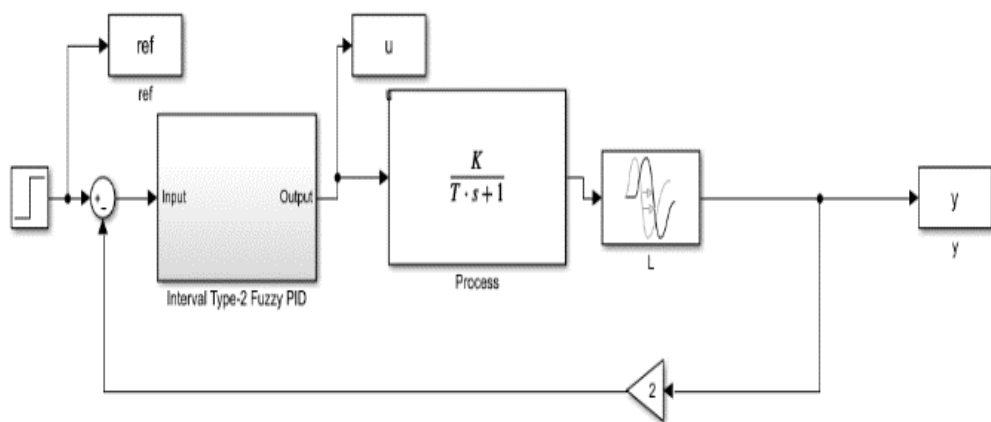 ref
ref
u
+
-
Input
Output
Interval Type-2 Fuzzy PID
K
T · s + 1
Process
L
y
y
2